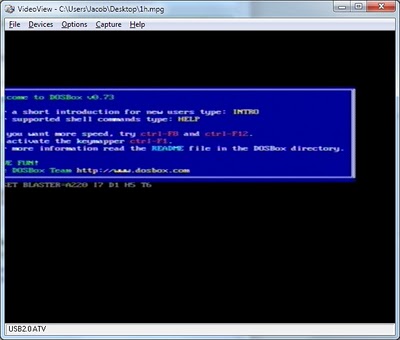 VideoView - C:\Users\Jacob\Desktop\1h.mpg
File Devices Options Capture Help
come to DOSBox v0.73
a short introduction for new users type: INTRO
supported shell commands type: HELP
you want more speed, try ctrl-F8 and ctrl-F12.
activate the keymapper ctrl-F1.
more information read the README file in the DOSBox directory.
E FUN!
DOSBox Team http://www.dosbox.com
SET BLASTER=A220 I7 D1 H5 T6
USB2.0 ATV